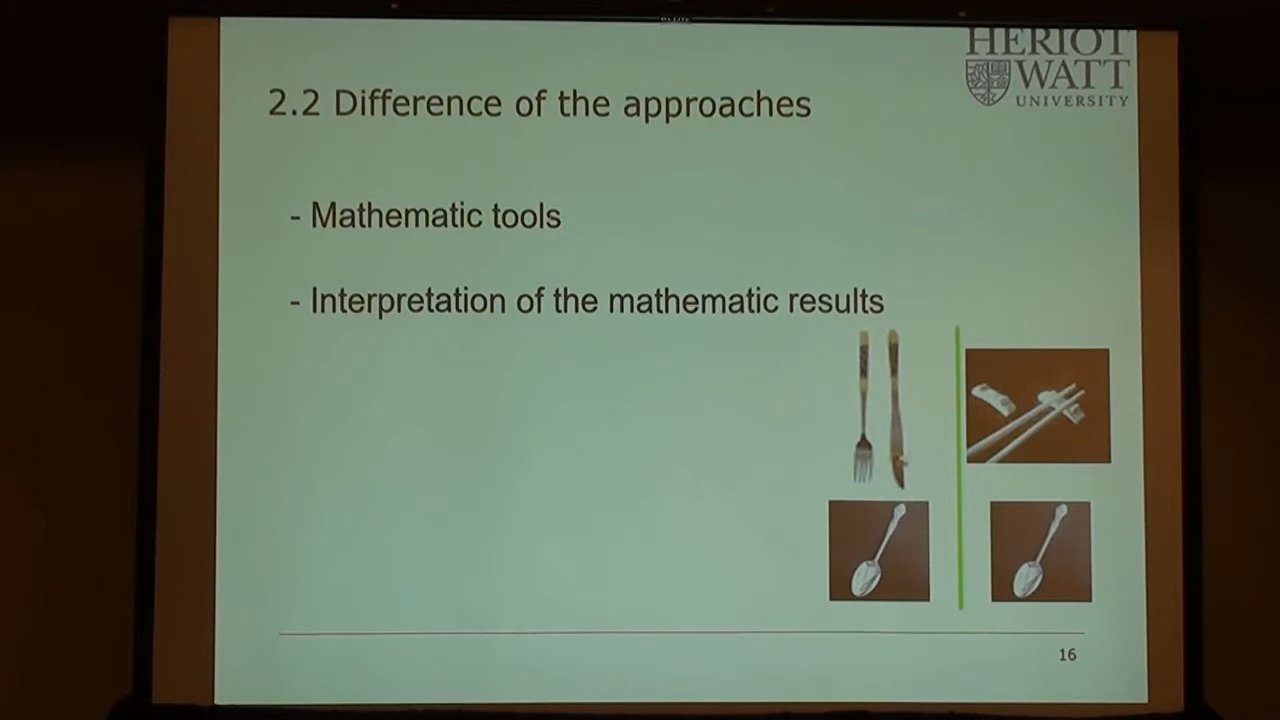 HERIOT
WATT
UNIVERSITY
2.2 Difference of the approaches
- Mathematic tools
- Interpretation of the mathematic results
16